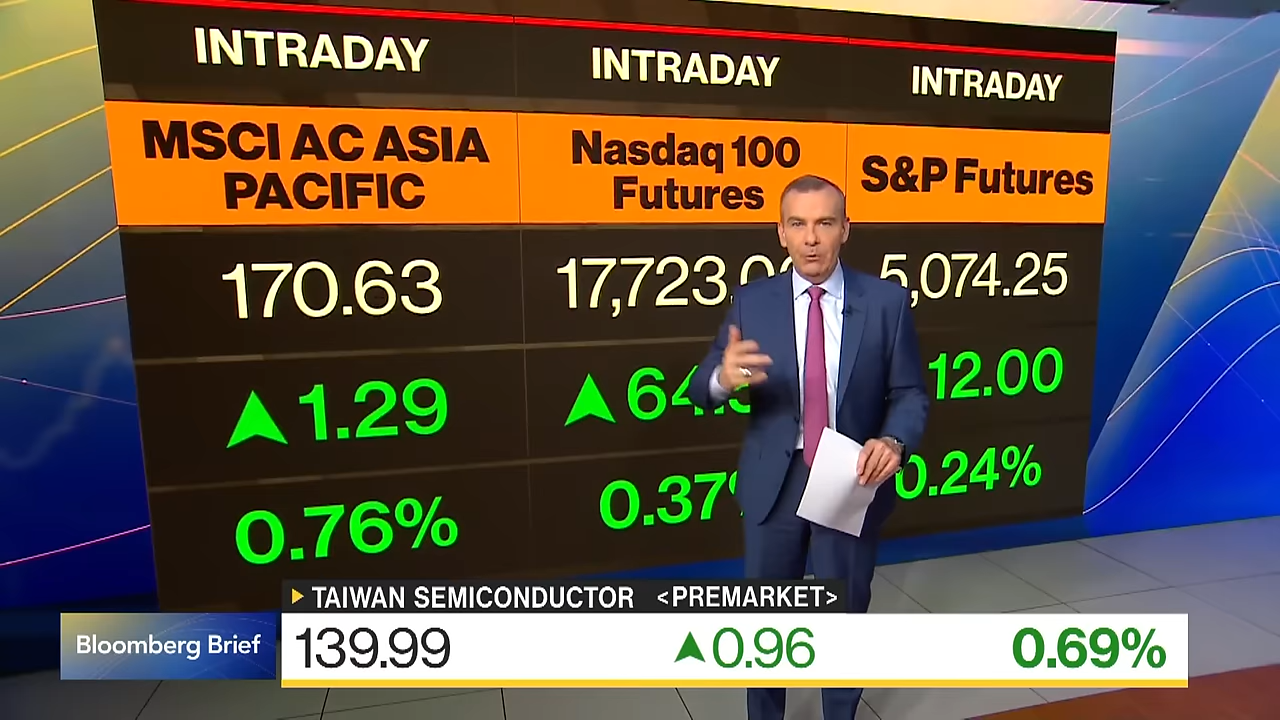 INTRADAY
INTRADAY
INTRADAY
MSCI AC ASIA
PACIFIC
Nasdaq 100
Futures
S&P Futures
170.63
5,074.25
▲1.29
12.00
0.76%
0.24%
▶ TAIWAN SEMICONDUCTOR <PREMARKET>
Bloomberg Brief
139.99 ▲0.96 0.69%